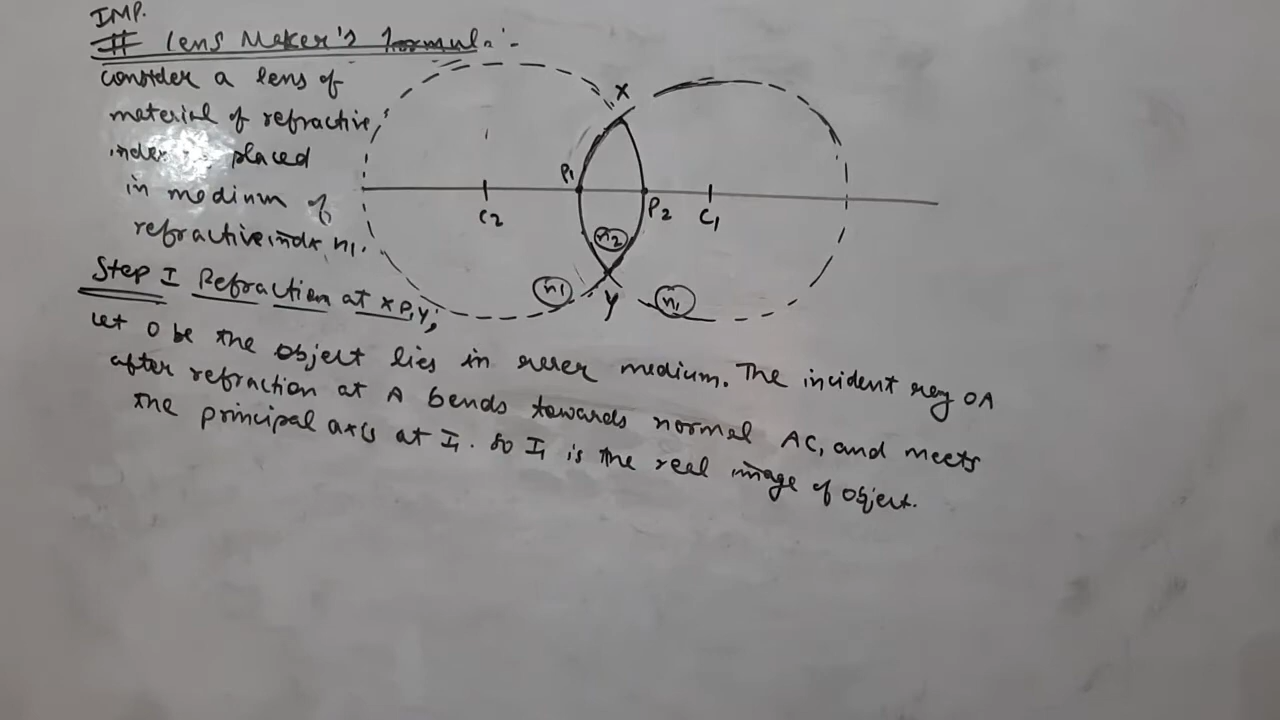 IMP.
# Lens Maker's formula:-
Consider a lens of
material of refractive
index placed
in medium of
refractive indx n1.
Step I Refraction at XP1Y;
Let O be the object lies in rarer medium. The incident ray OA
after refraction at A bends towards normal AC, and meets
the principal axis at I1. So I1 is the real image of object.
X
P1
P2
C2
C1
n2
n1
Y
n1